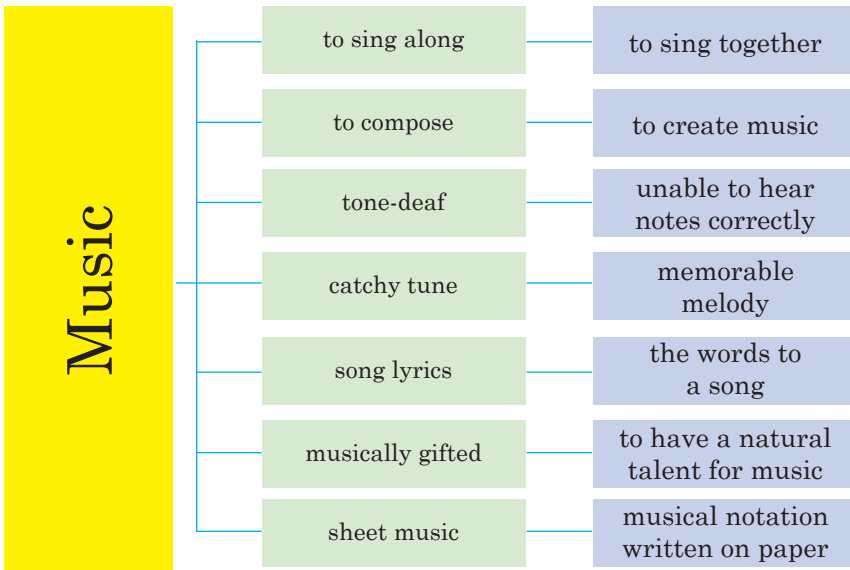 Music
to sing along
to sing together
to compose
to create music
tone-deaf
unable to hear
notes correctly
catchy tune
memorable
melody
song lyrics
the words to
a song
musically gifted
to have a natural
talent for music
sheet music
musical notation
written on paper